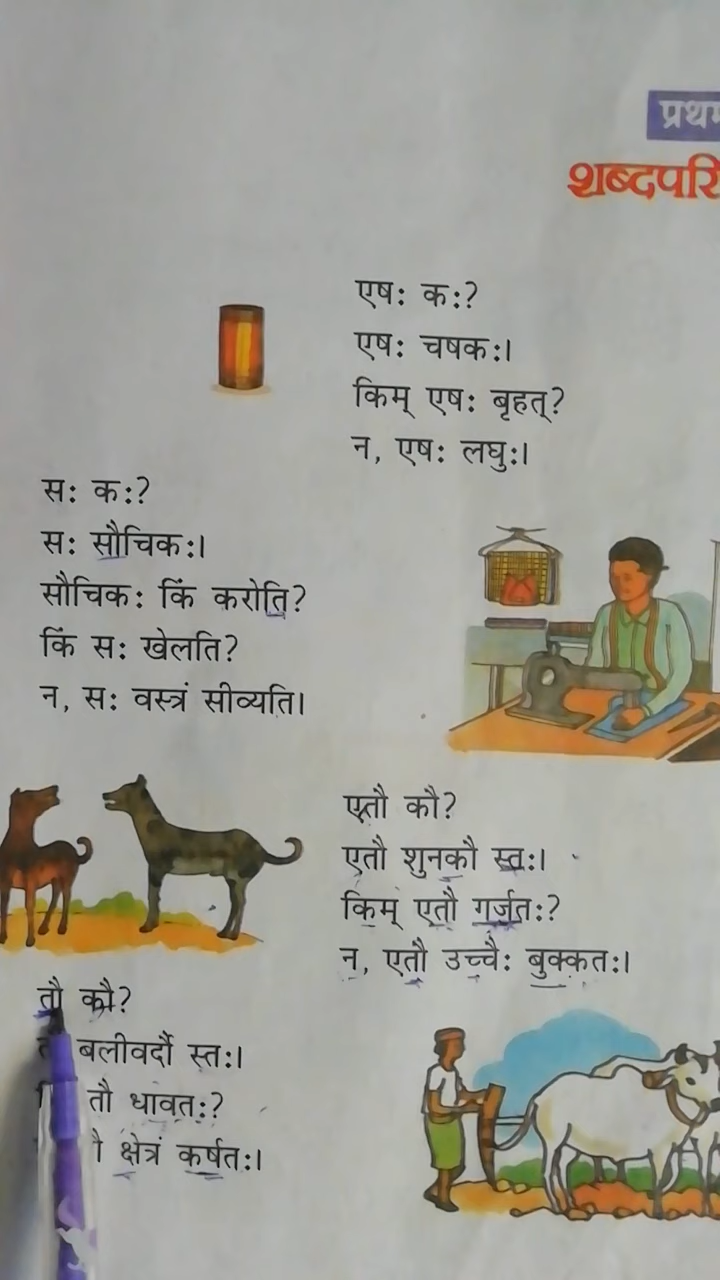 प्रथम
शब्दपरि
एषः कः?
एषः चषकः।
किम् एषः बृहत्?
न, एषः लघुः।
सः कः?
सः सौचिकः।
सौचिकः किं करोति?
किं सः खेलति?
न, सः वस्त्रं सीव्यति।
एतौ कौ?
एतौ शुनकौ स्तः।
किम् एतौ गर्जतः?
न, एतौ उच्चैः बुक्कतः।
तौ कौ?
बलीवर्दौ स्तः।
तौ धावतः?
क्षेत्रं कर्षतः।